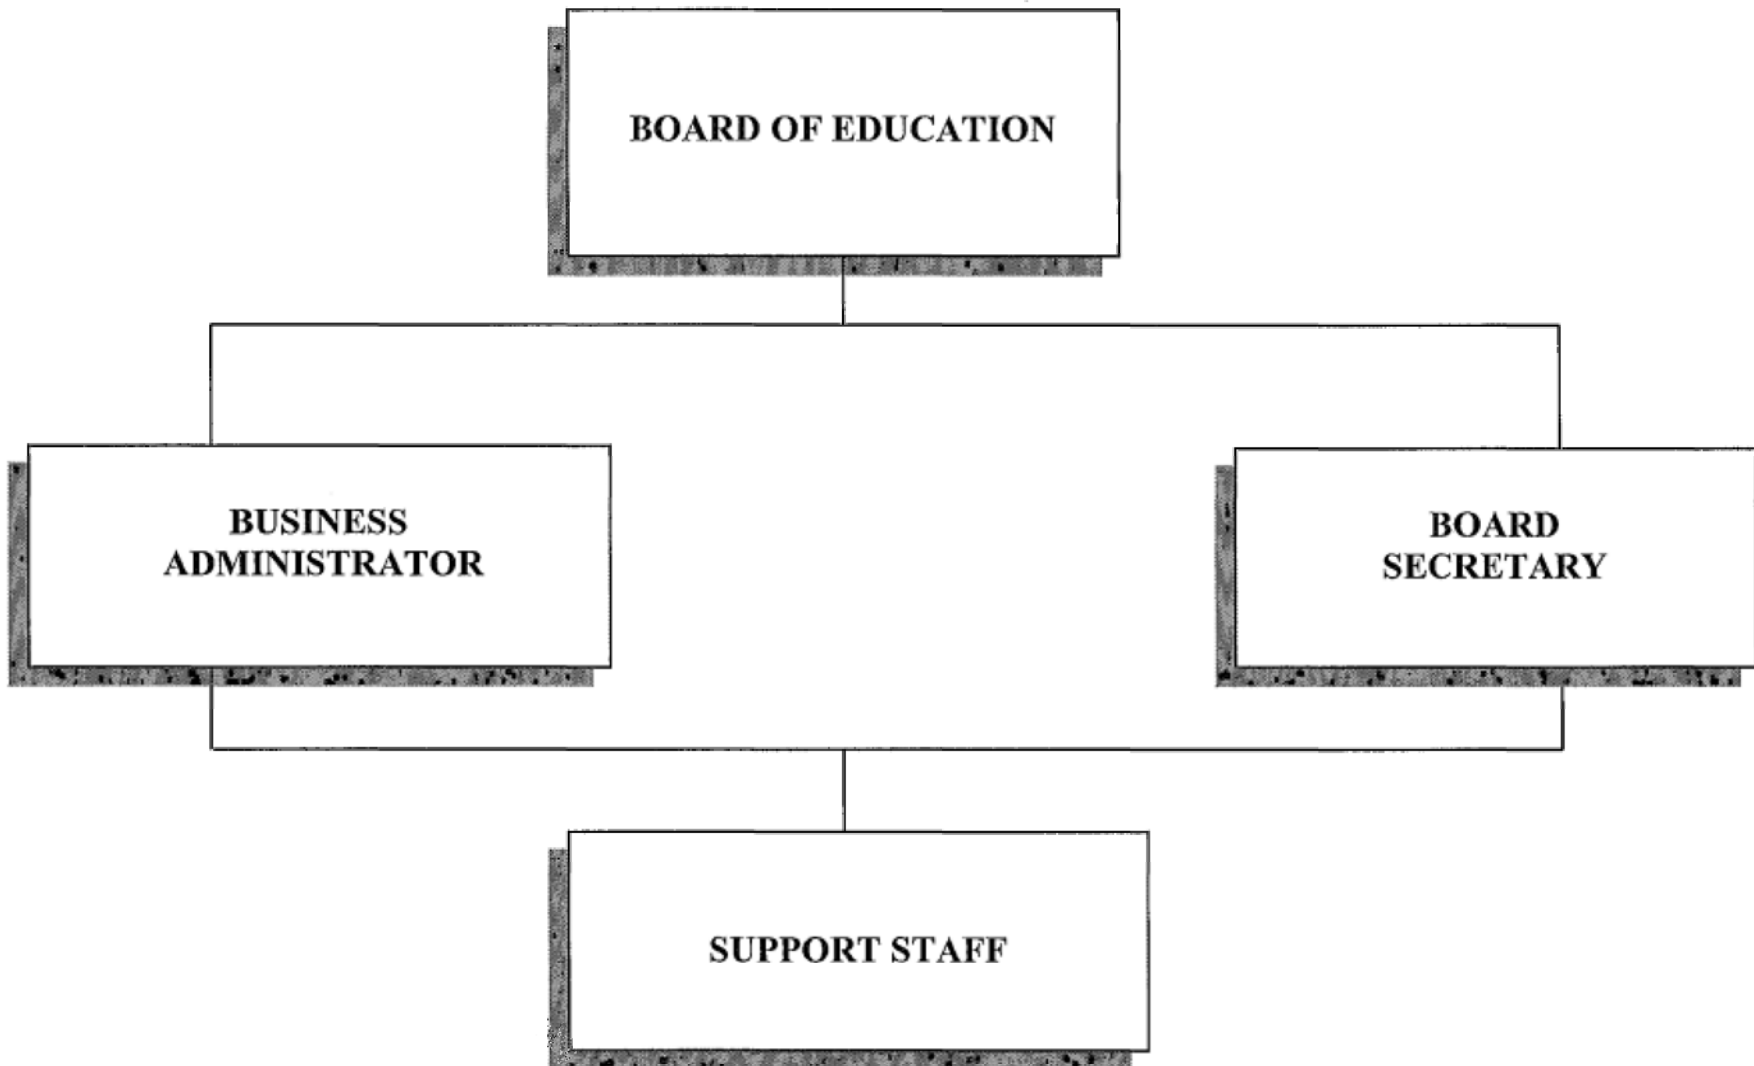 BOARD OF EDUCATION
BUSINESS
ADMINISTRATOR
BOARD
SECRETARY
SUPPORT STAFF